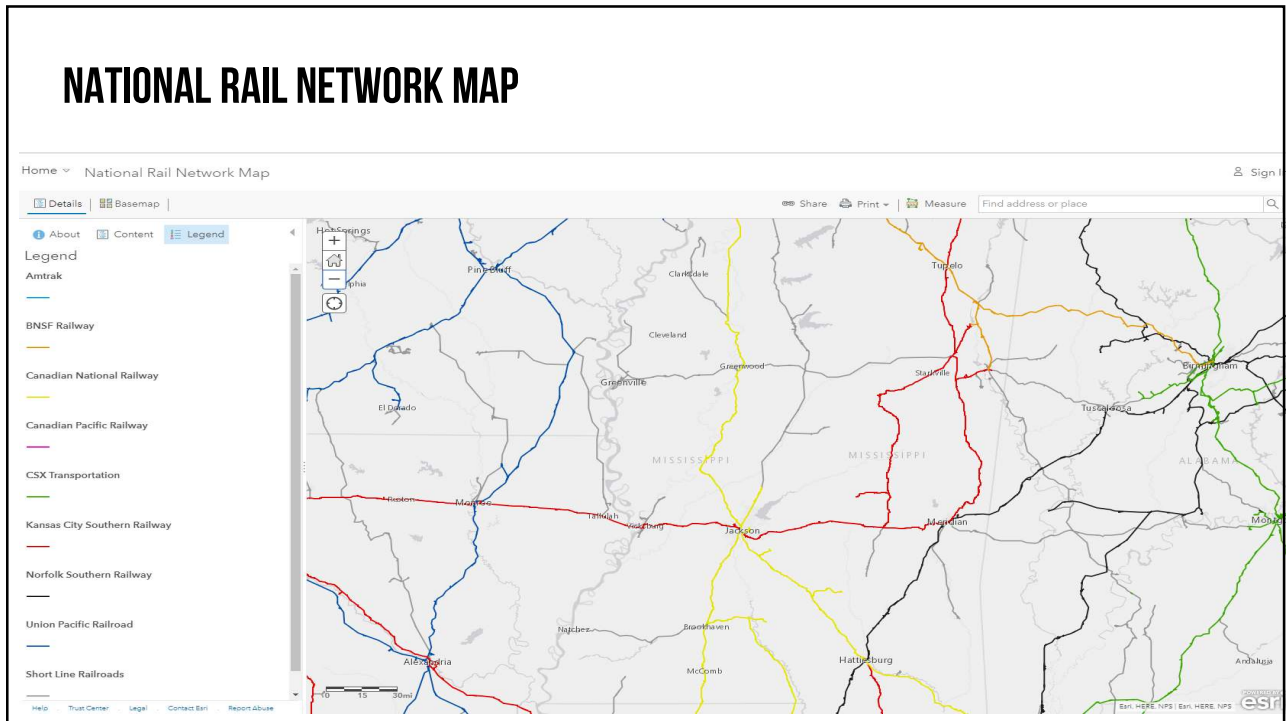 NATIONAL RAIL NETWORK MAP
Home National Rail Network Map
Sign I
Details | Basemap |
Share Print | Measure Find address or place
About Content Legend
Legend
Amtrak
BNSF Railway
Canadian National Railway
Canadian Pacific Railway
CSX Transportation
Kansas City Southern Railway
Norfolk Southern Railway
Union Pacific Railroad
Short Line Railroads
Help Trust Center Legal Contact Esri Report Abuse
Hot Springs
Pine Bluff
Clarksdale
Tupelo
Cleveland
Greenwood
Greenville
Starkville
Birmingham
El Dorado
Tuscaloosa
MISSISSIPPI
MISSISSIPPI
ALABAMA
Ruston
Monroe
Tallulah
Vicksburg
Jackson
Meridian
Montg
Natchez
Brookhaven
Alexandria
McComb
Hattiesburg
Andalusia
0 15 30mi
POWERED BY
esri
Esri, HERE, NPS | Esri, HERE, NPS